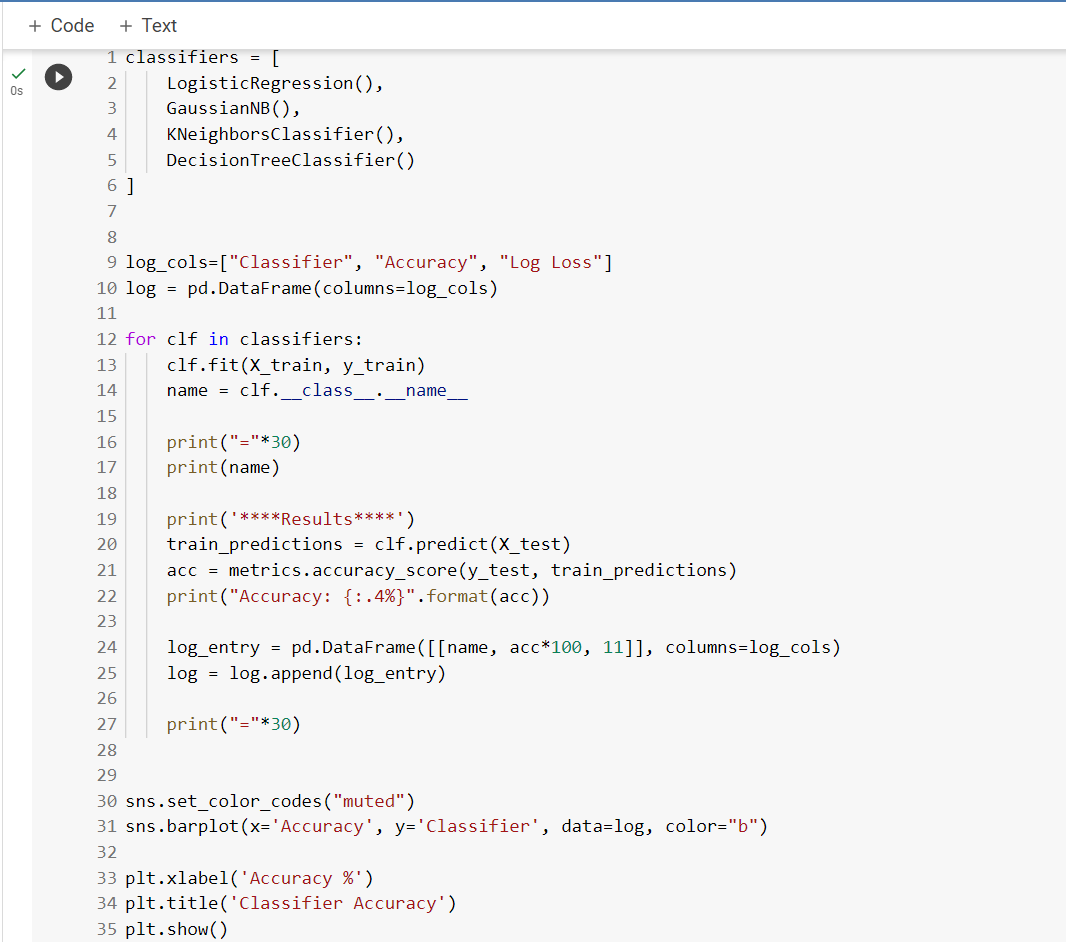 + Code + Text
0s
1 classifiers = [
2 LogisticRegression(),
3 GaussianNB(),
4 KNeighborsClassifier(),
5 DecisionTreeClassifier()
6 ]
7
8
9 log_cols=["Classifier", "Accuracy", "Log Loss"]
10 log = pd.DataFrame(columns=log_cols)
11
12 for clf in classifiers:
13 clf.fit(X_train, y_train)
14 name = clf.__class__.__name__
15
16 print("="*30)
17 print(name)
18
19 print('****Results****')
20 train_predictions = clf.predict(X_test)
21 acc = metrics.accuracy_score(y_test, train_predictions)
22 print("Accuracy: {:.4%}".format(acc))
23
24 log_entry = pd.DataFrame([[name, acc*100, 11]], columns=log_cols)
25 log = log.append(log_entry)
26
27 print("="*30)
28
29
30 sns.set_color_codes("muted")
31 sns.barplot(x='Accuracy', y='Classifier', data=log, color="b")
32
33 plt.xlabel('Accuracy %')
34 plt.title('Classifier Accuracy')
35 plt.show()